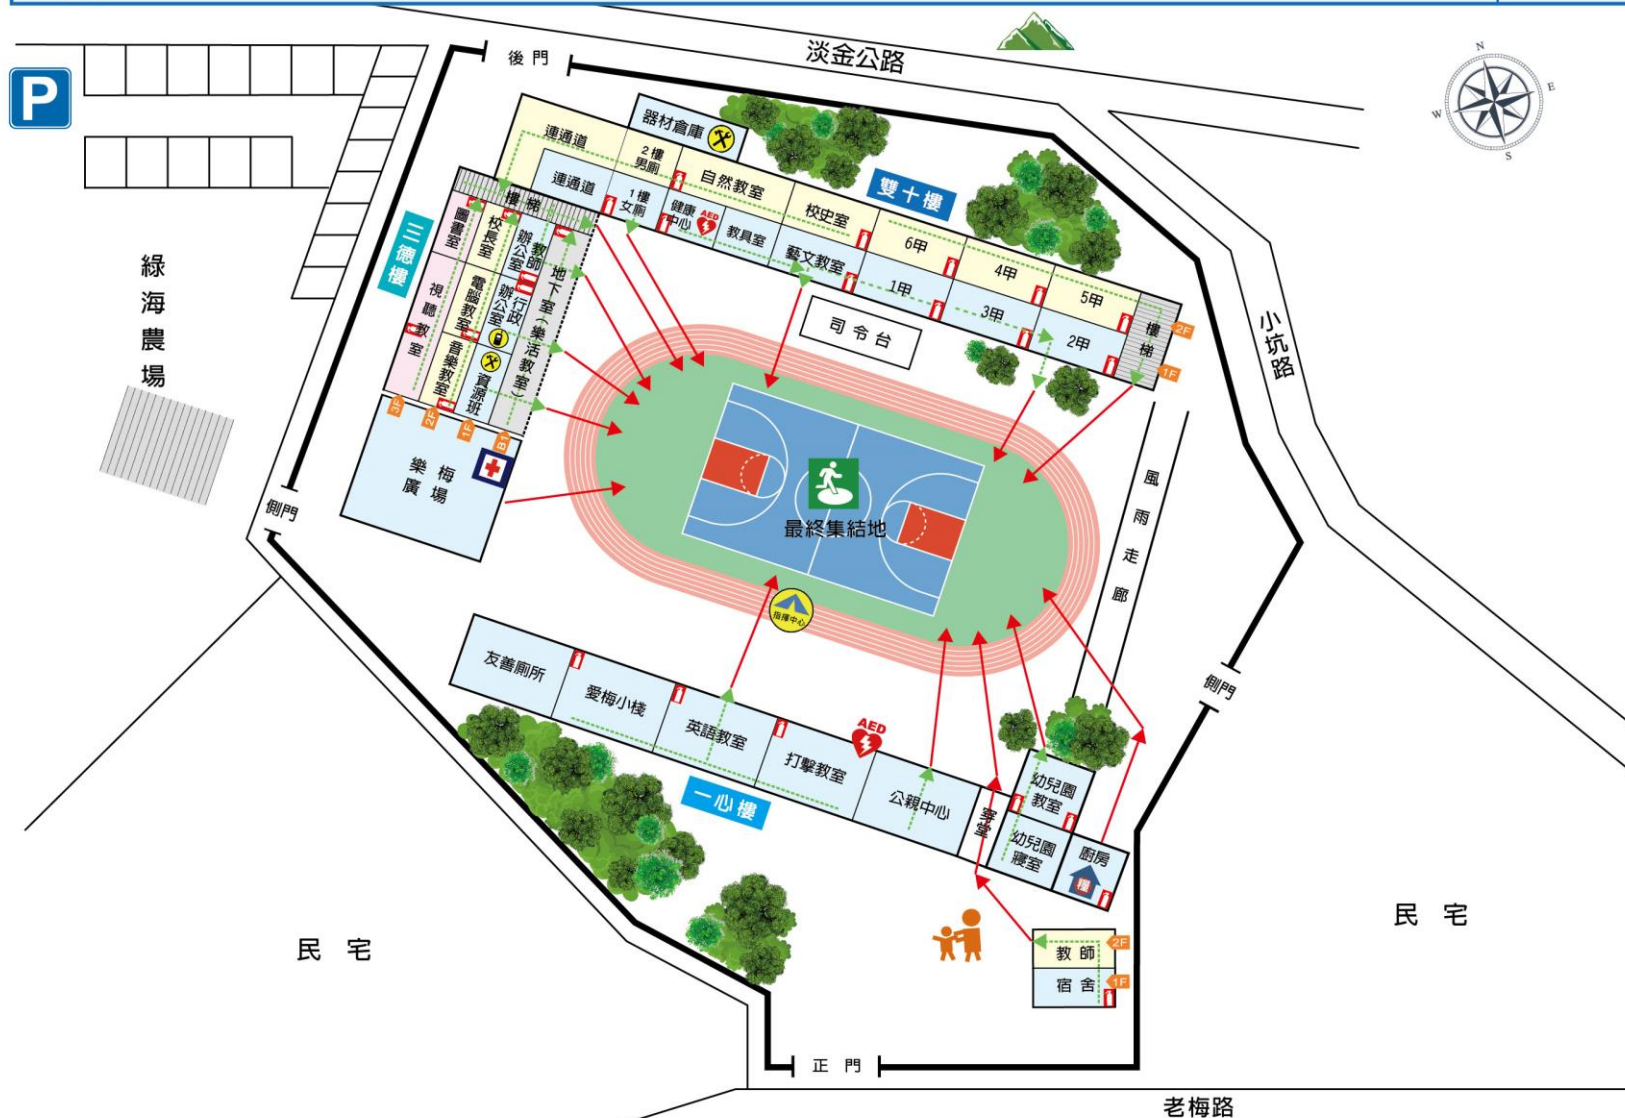 淡金公路
後門
N
E
S
W
P
器材倉庫
連通道
2樓
男廁
自然教室
校史室
6甲
4甲
5甲
雙十樓
連通道
1樓
女廁
健康
中心
AED
教具室
藝文教室
1甲
3甲
2甲
樓梯
2F
1F
司令台
小坑路
三德樓
樓梯
圖書室
視聽教室
校長室
電腦教室
音樂教室
教師
辦公室
行政
辦公室
資源班
地下室(樂活教室)
3F
2F
1F
B1
樂梅
廣場
綠海農場
側門
最終集結地
指揮中心
風雨走廊
側門
友善廁所
愛梅小棧
英語教室
打擊教室
AED
公親中心
穿堂
幼兒園
教室
幼兒園
寢室
廚房
糧
一心樓
教師
宿舍
2F
1F
民宅
民宅
正門
老梅路